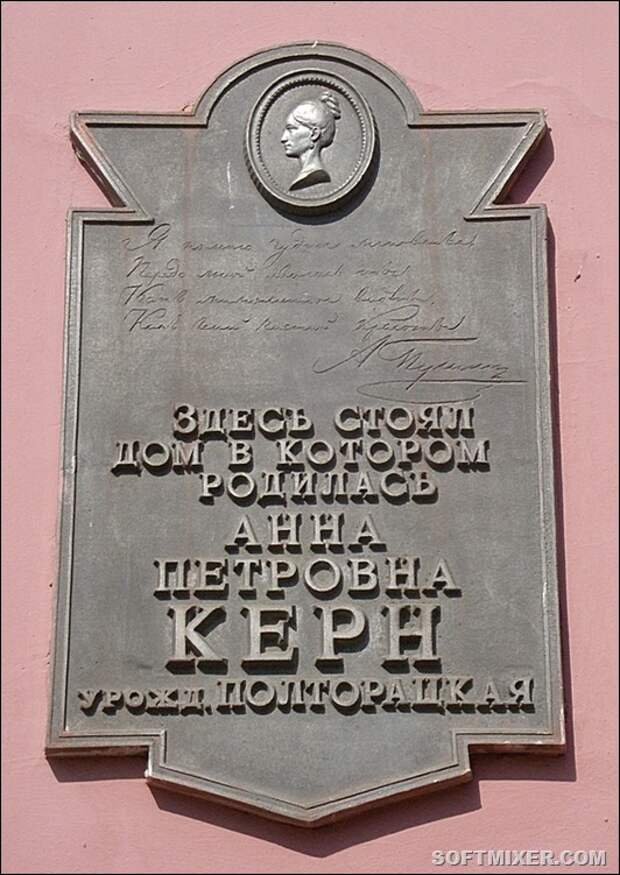 Я помню чудное мгновенье,
Передо мной явилась ты,
Как мимолетное виденье,
Как гений чистой красоты
А Пушкин
ЗДЕСЬ СТОЯЛ
ДОМ В КОТОРОМ
РОДИЛАСЬ
АННА
ПЕТРОВНА
КЕРН
УРОЖД. ПОЛТОРАЦКАЯ
SOFTMIXER.COM